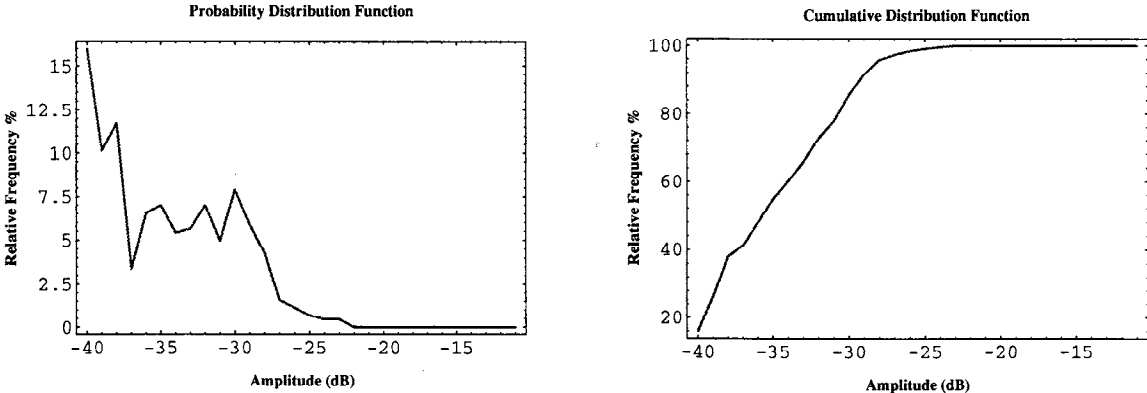 Probability Distribution Function
Relative Frequency %
15
12.5
10
7.5
5
2.5
0
-40 -35 -30 -25 -20 -15
Amplitude (dB)
Cumulative Distribution Function
Relative Frequency %
100
80
60
40
20
-40 -35 -30 -25 -20 -15
Amplitude (dB)